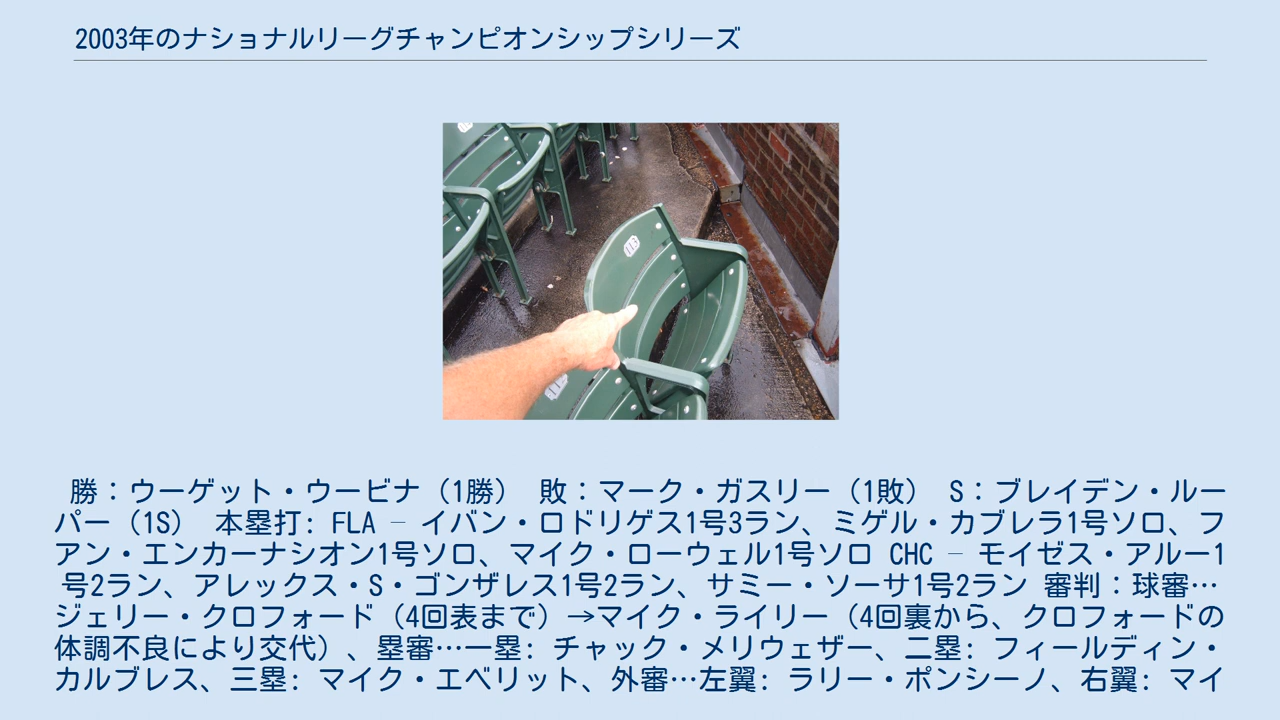 2003年のナショナルリーグチャンピオンシップシリーズ
113
112
勝：ウーゲット・ウービナ（1勝） 敗：マーク・ガスリー（1敗） S：ブレイデン・ルー
パー（1S） 本塁打: FLA – イバン・ロドリゲス1号3ラン、ミゲル・カブレラ1号ソロ、フ
アン・エンカーナシオン1号ソロ、マイク・ローウェル1号ソロ CHC – モイゼス・アルー1
号2ラン、アレックス・S・ゴンザレス1号2ラン、サミー・ソーサ1号2ラン 審判：球審…
ジェリー・クロフォード（4回表まで）→マイク・ライリー（4回裏から、クロフォードの
体調不良により交代）、塁審…一塁: チャック・メリウェザー、二塁: フィールディン・
カルブレス、三塁: マイク・エベリット、外審…左翼: ラリー・ポンシーノ、右翼: マイ